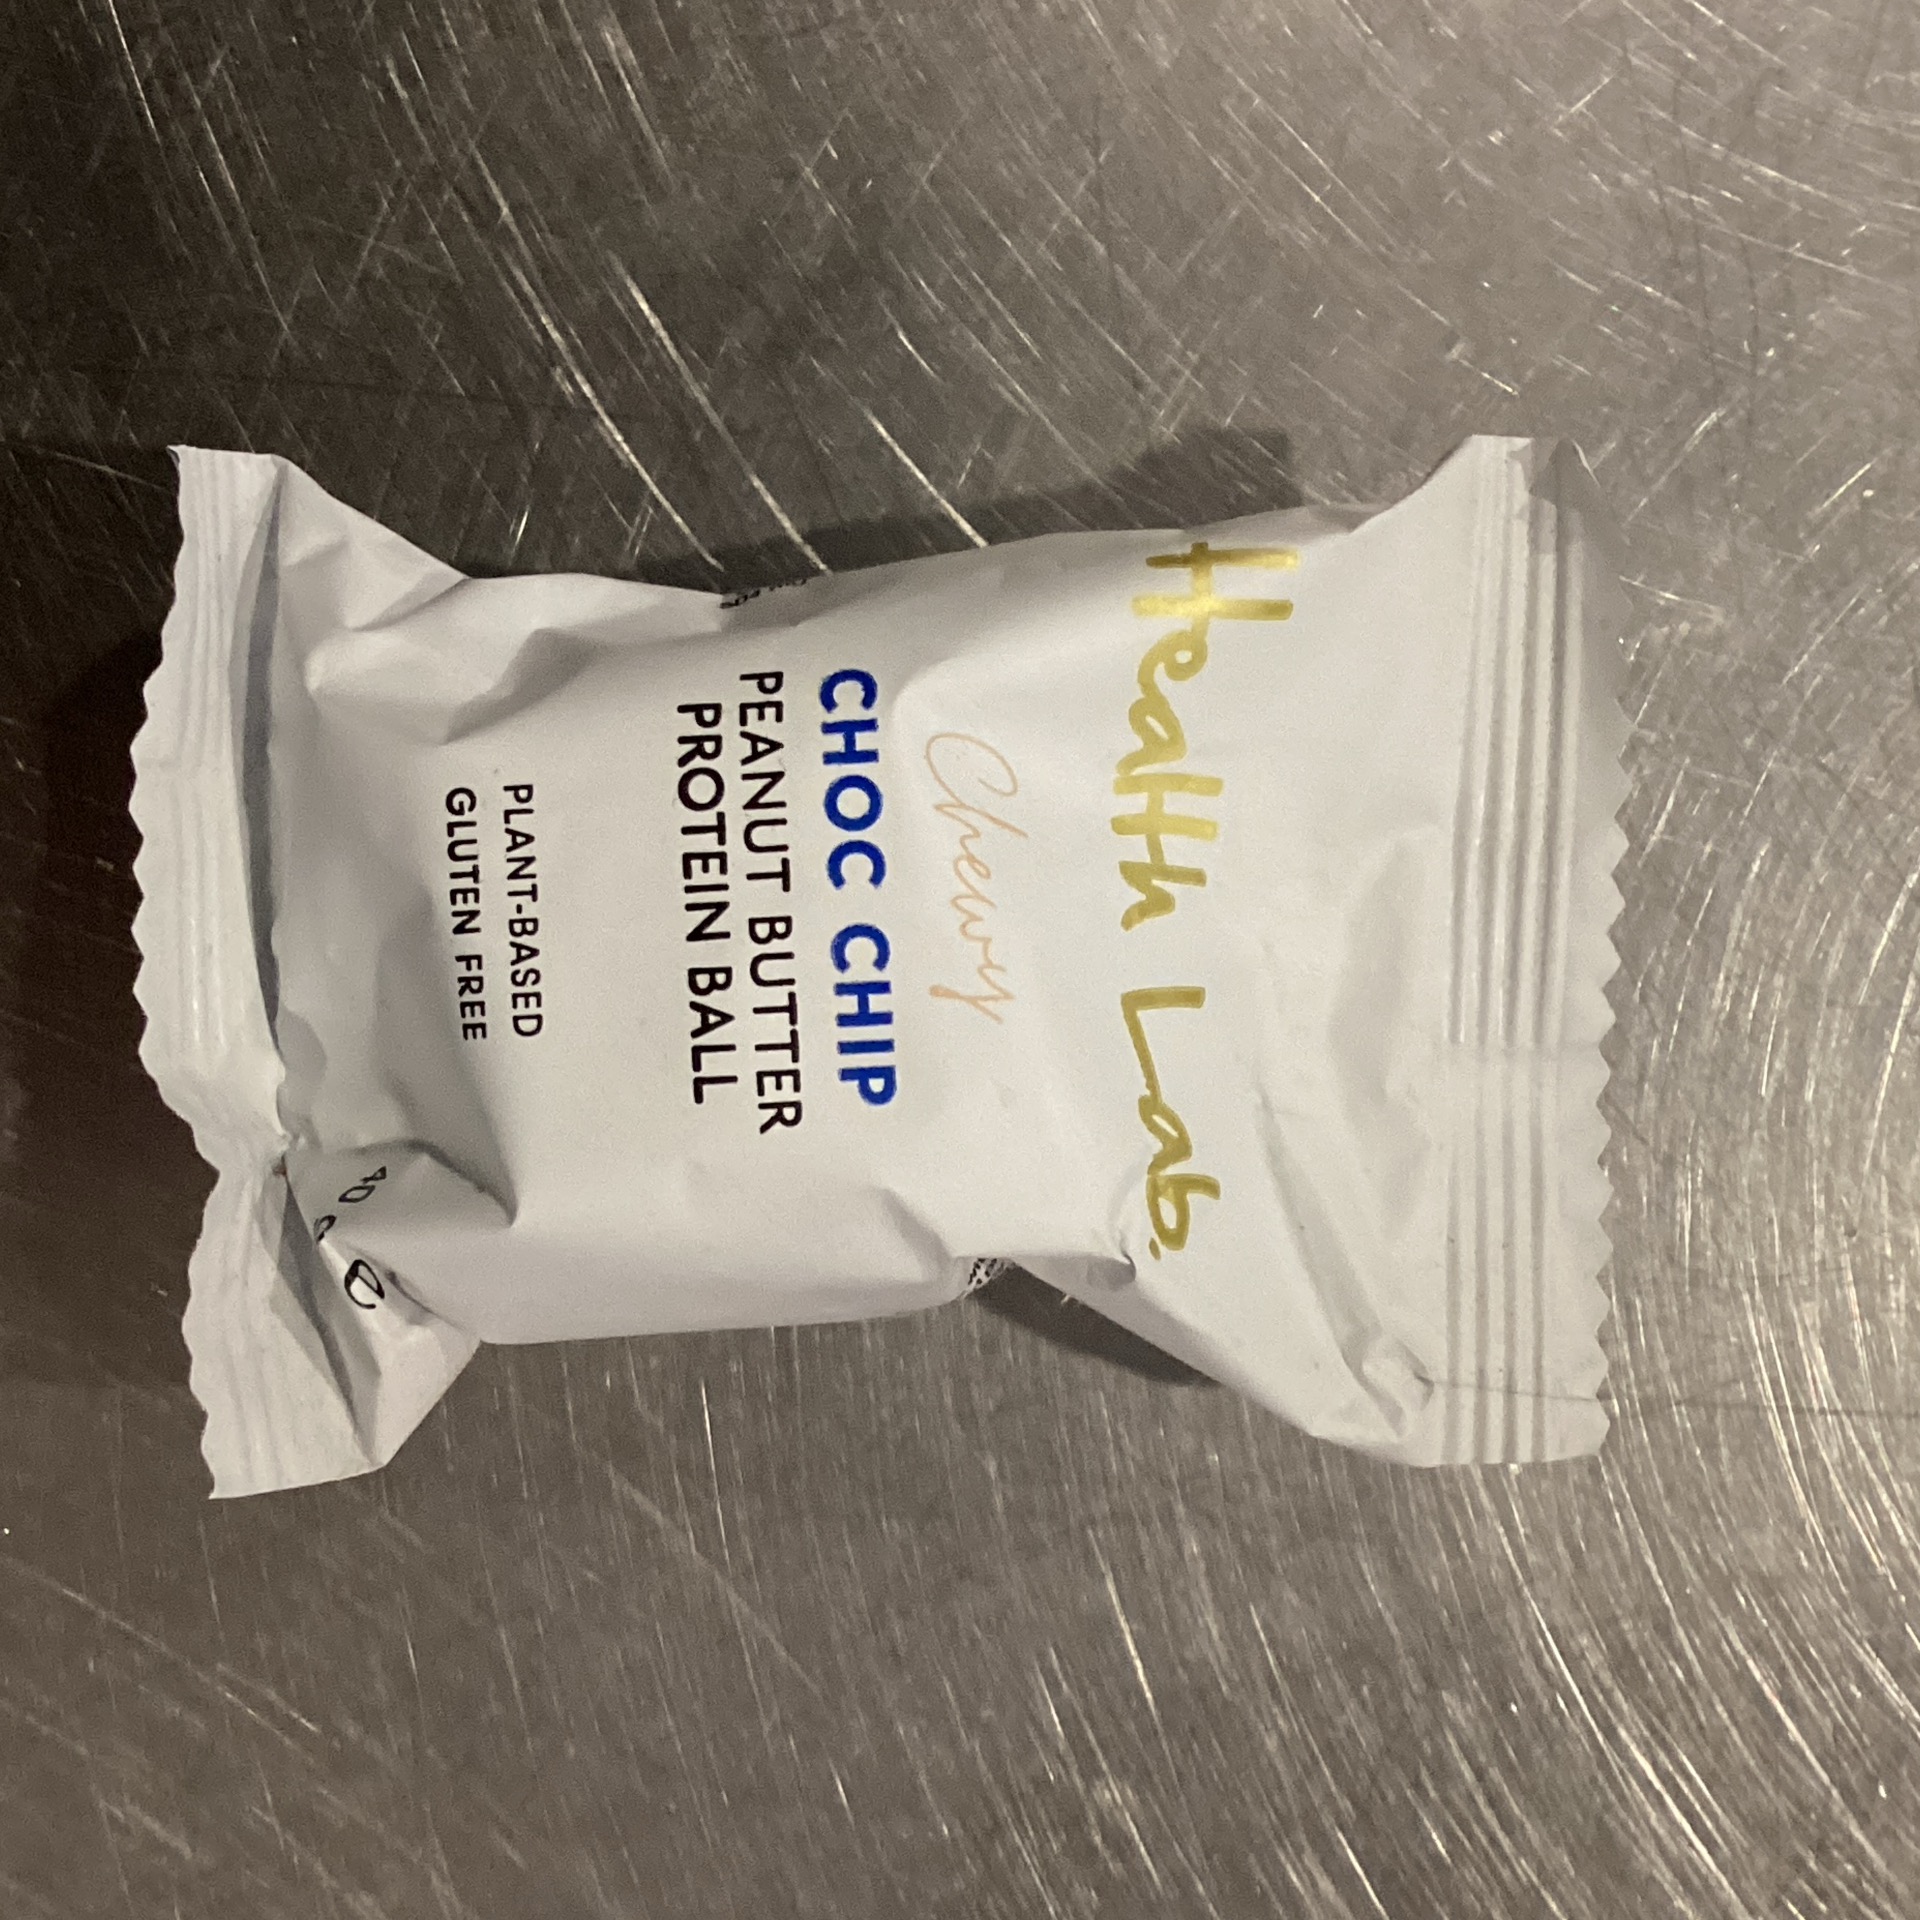 Health Lab.
Chewy
CHOC CHIP
PEANUT BUTTER
PROTEIN BALL
PLANT-BASED
GLUTEN FREE